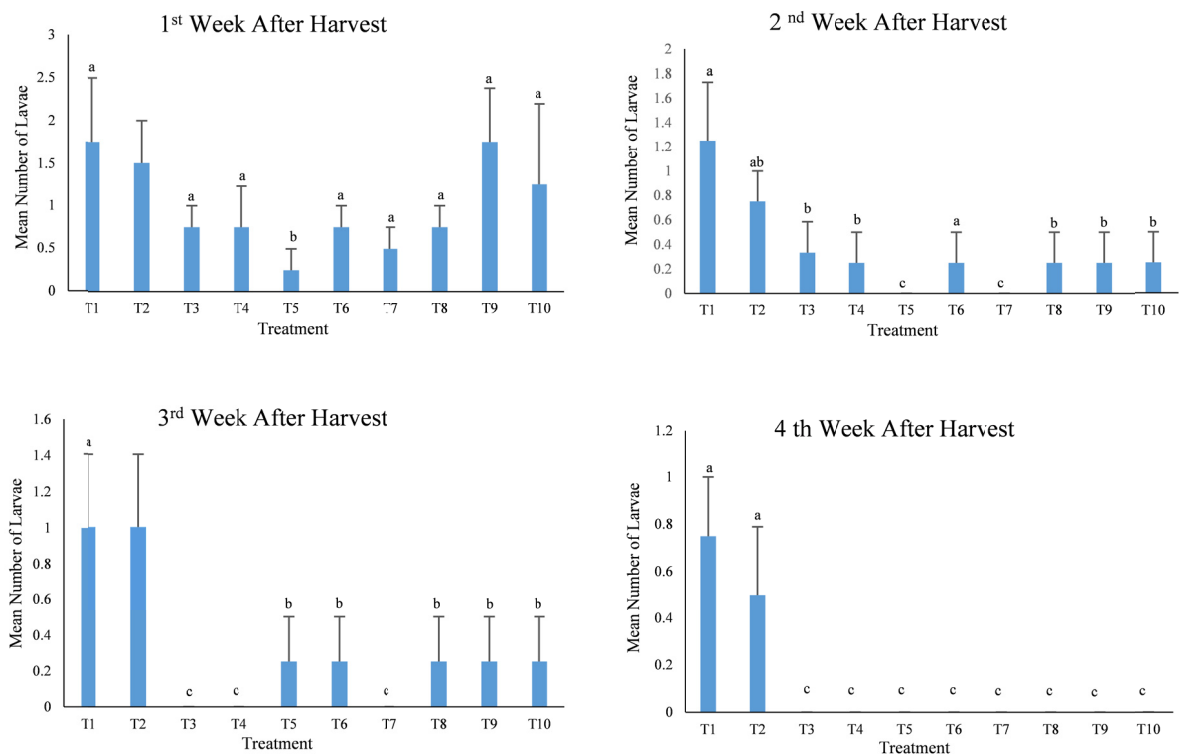 1st Week After Harvest
Mean Number of Lavae
3
2.5
2
1.5
1
0.5
0
a
a
a
b
a
a
a
a
a
T1 T2 T3 T4 T5 T6 T7 T8 T9 T10
Treatment
2 nd Week After Harvest
Mean Number of Larvae
2
1.8
1.6
1.4
1.2
1
0.8
0.6
0.4
0.2
0
a
ab
b
b
c
a
c
b
b
b
T1 T2 T3 T4 T5 T6 T7 T8 T9 T10
Treatment
3rd Week After Harvest
Mean Number of Larvae
1.6
1.4
1.2
1
0.8
0.6
0.4
0.2
0
a
c
c
b
b
c
b
b
b
T1 T2 T3 T4 T5 T6 T7 T8 T9 T10
Treatment
4 th Week After Harvest
Mean Number of Larvae
1.2
1
0.8
0.6
0.4
0.2
0
a
a
c
c
c
c
c
c
c
c
T1 T2 T3 T4 T5 T6 T7 T8 T9 T10
Treatment